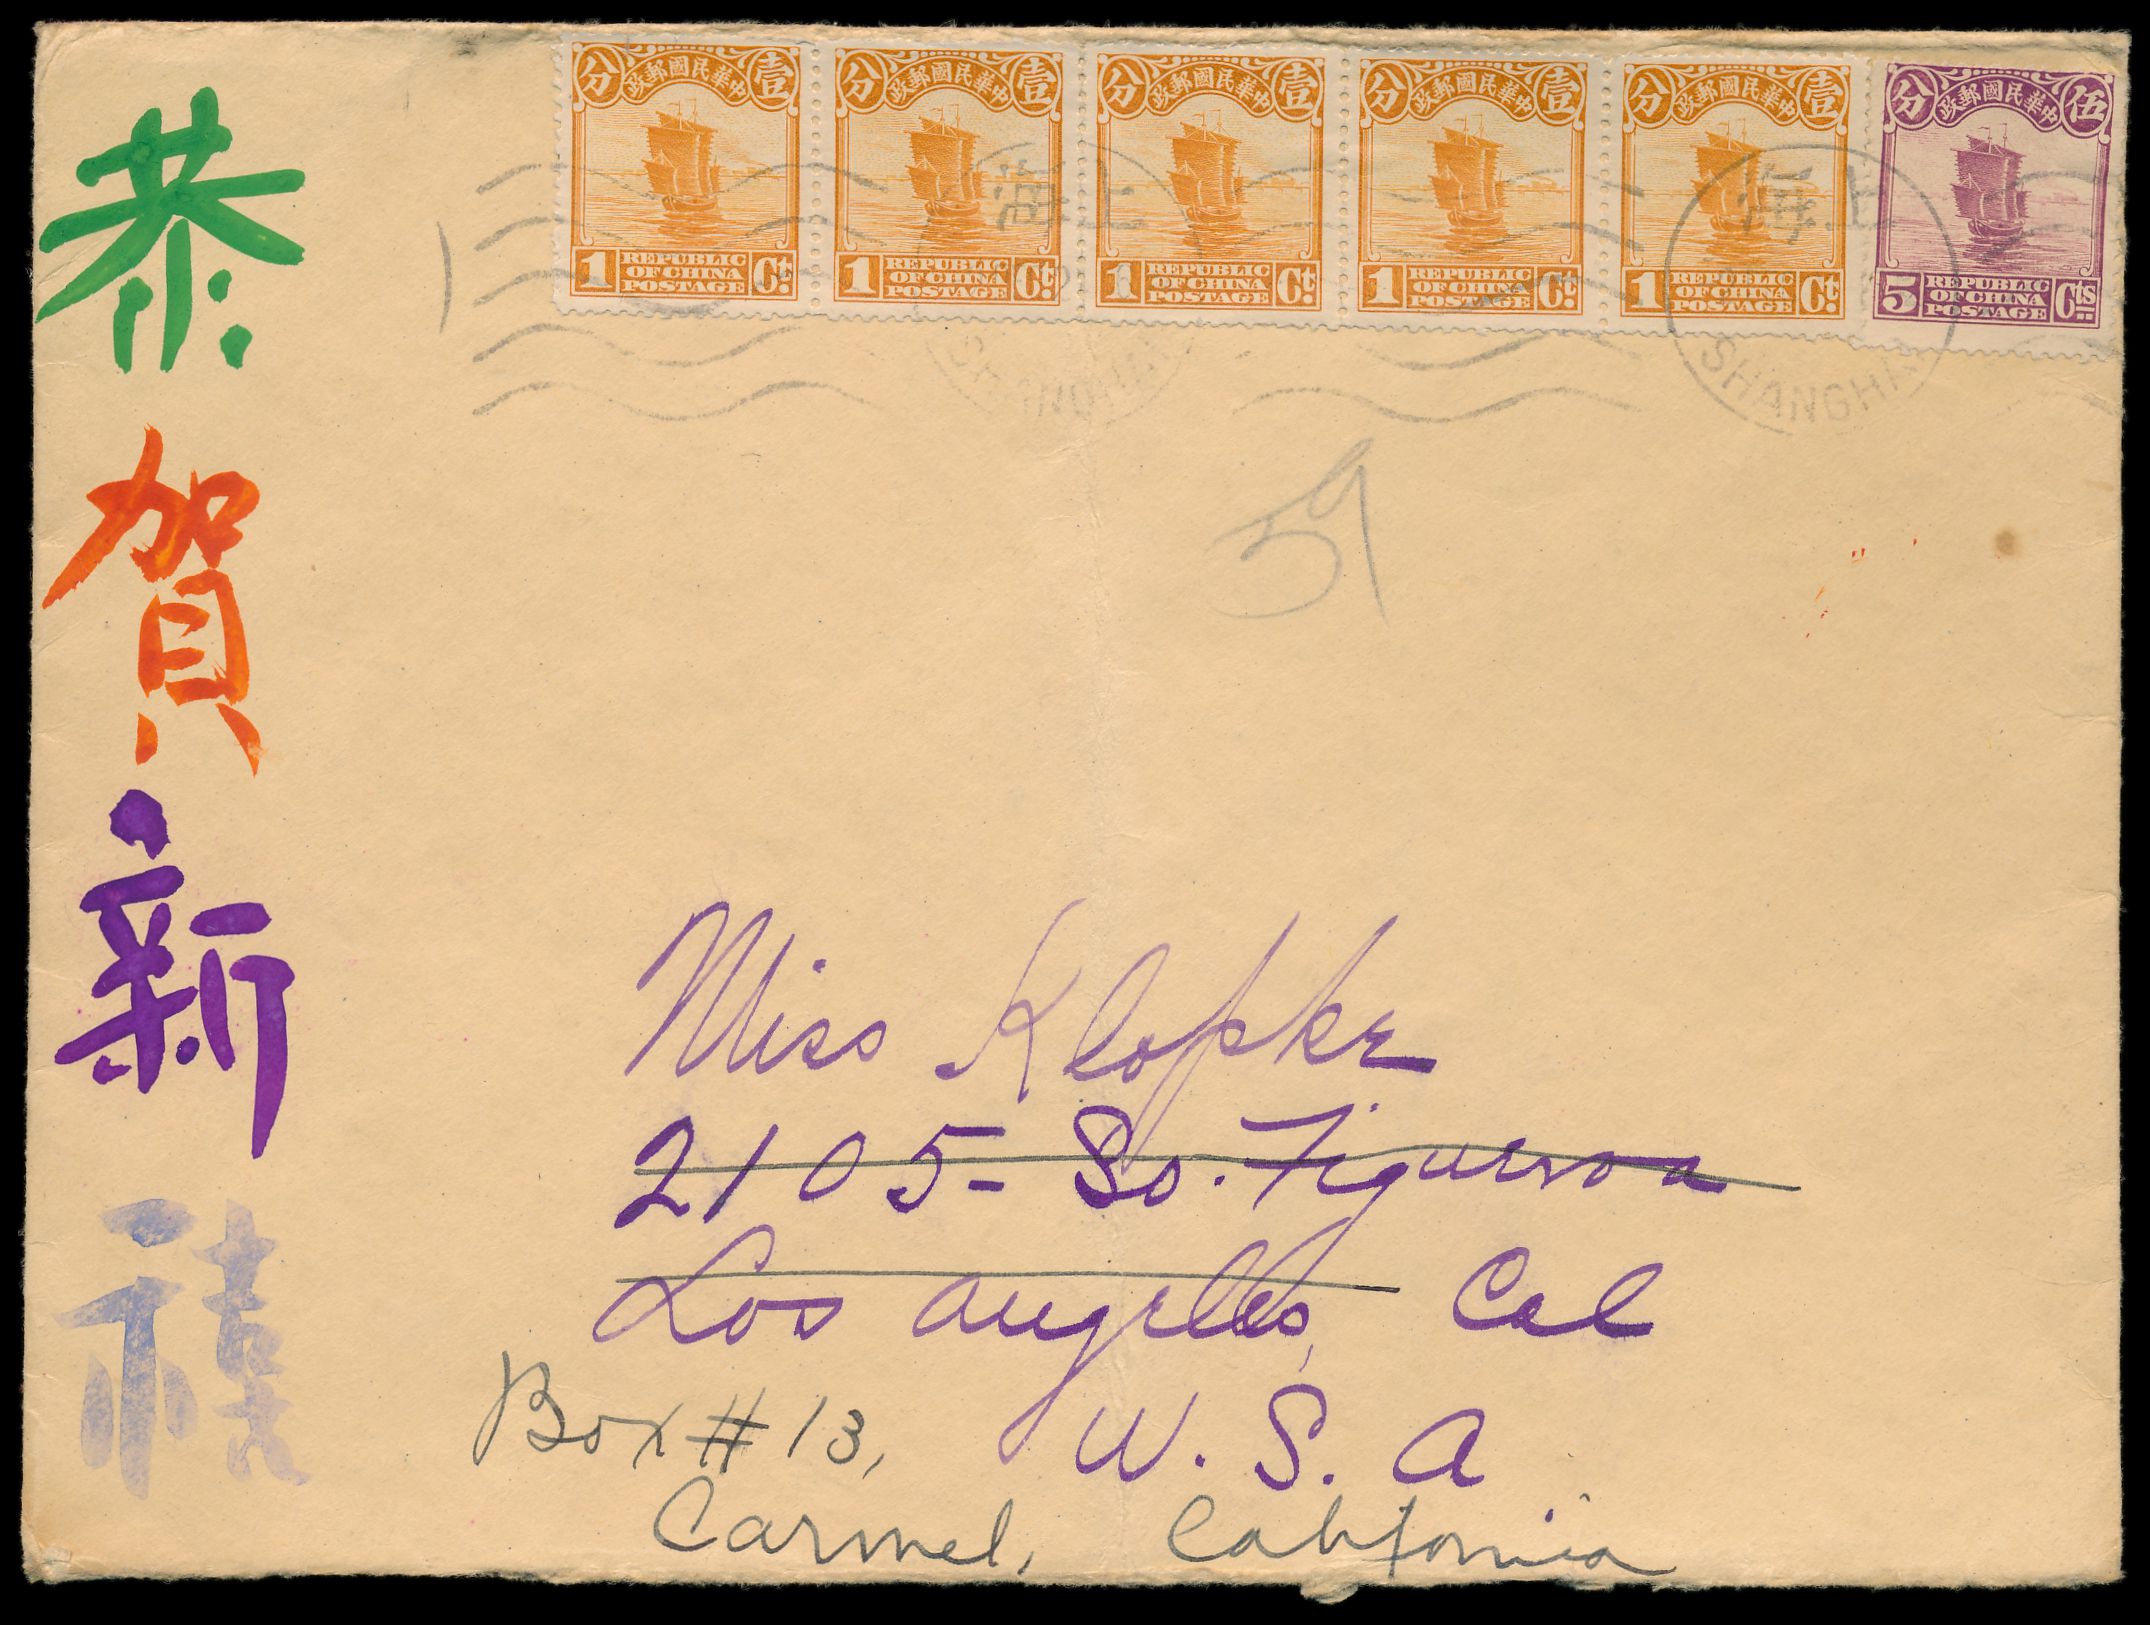 恭賀新禧
分 中華民國郵政 壹
1 REPUBLIC OF CHINA POSTAGE Ct.
分 中華民國郵政 壹
1 REPUBLIC OF CHINA POSTAGE Ct.
分 中華民國郵政 壹
1 REPUBLIC OF CHINA POSTAGE Ct.
分 中華民國郵政 壹
1 REPUBLIC OF CHINA POSTAGE Ct.
分 中華民國郵政 壹
1 REPUBLIC OF CHINA POSTAGE Ct.
分 中華民國郵政 伍
5 REPUBLIC OF CHINA POSTAGE Cts
上海
SHANGHAI
上海
SHANGHAI
59
Miss Klopke
2105- So. Figueroa
Los Angeles, Cal
U. S. A
Box # 13,
Carmel, California